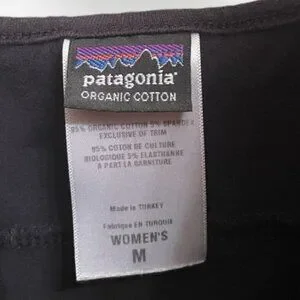 patagonia®
ORGANIC COTTON
95% ORGANIC COTTON 5% SPANDEX
EXCLUSIVE OF TRIM
95% COTON DE CULTURE
BIOLOGIQUE 5% ELASTHANNE
A PART LA GARNITURE
Made in TURKEY
Fabriqué EN TURQUIE
WOMEN'S
M